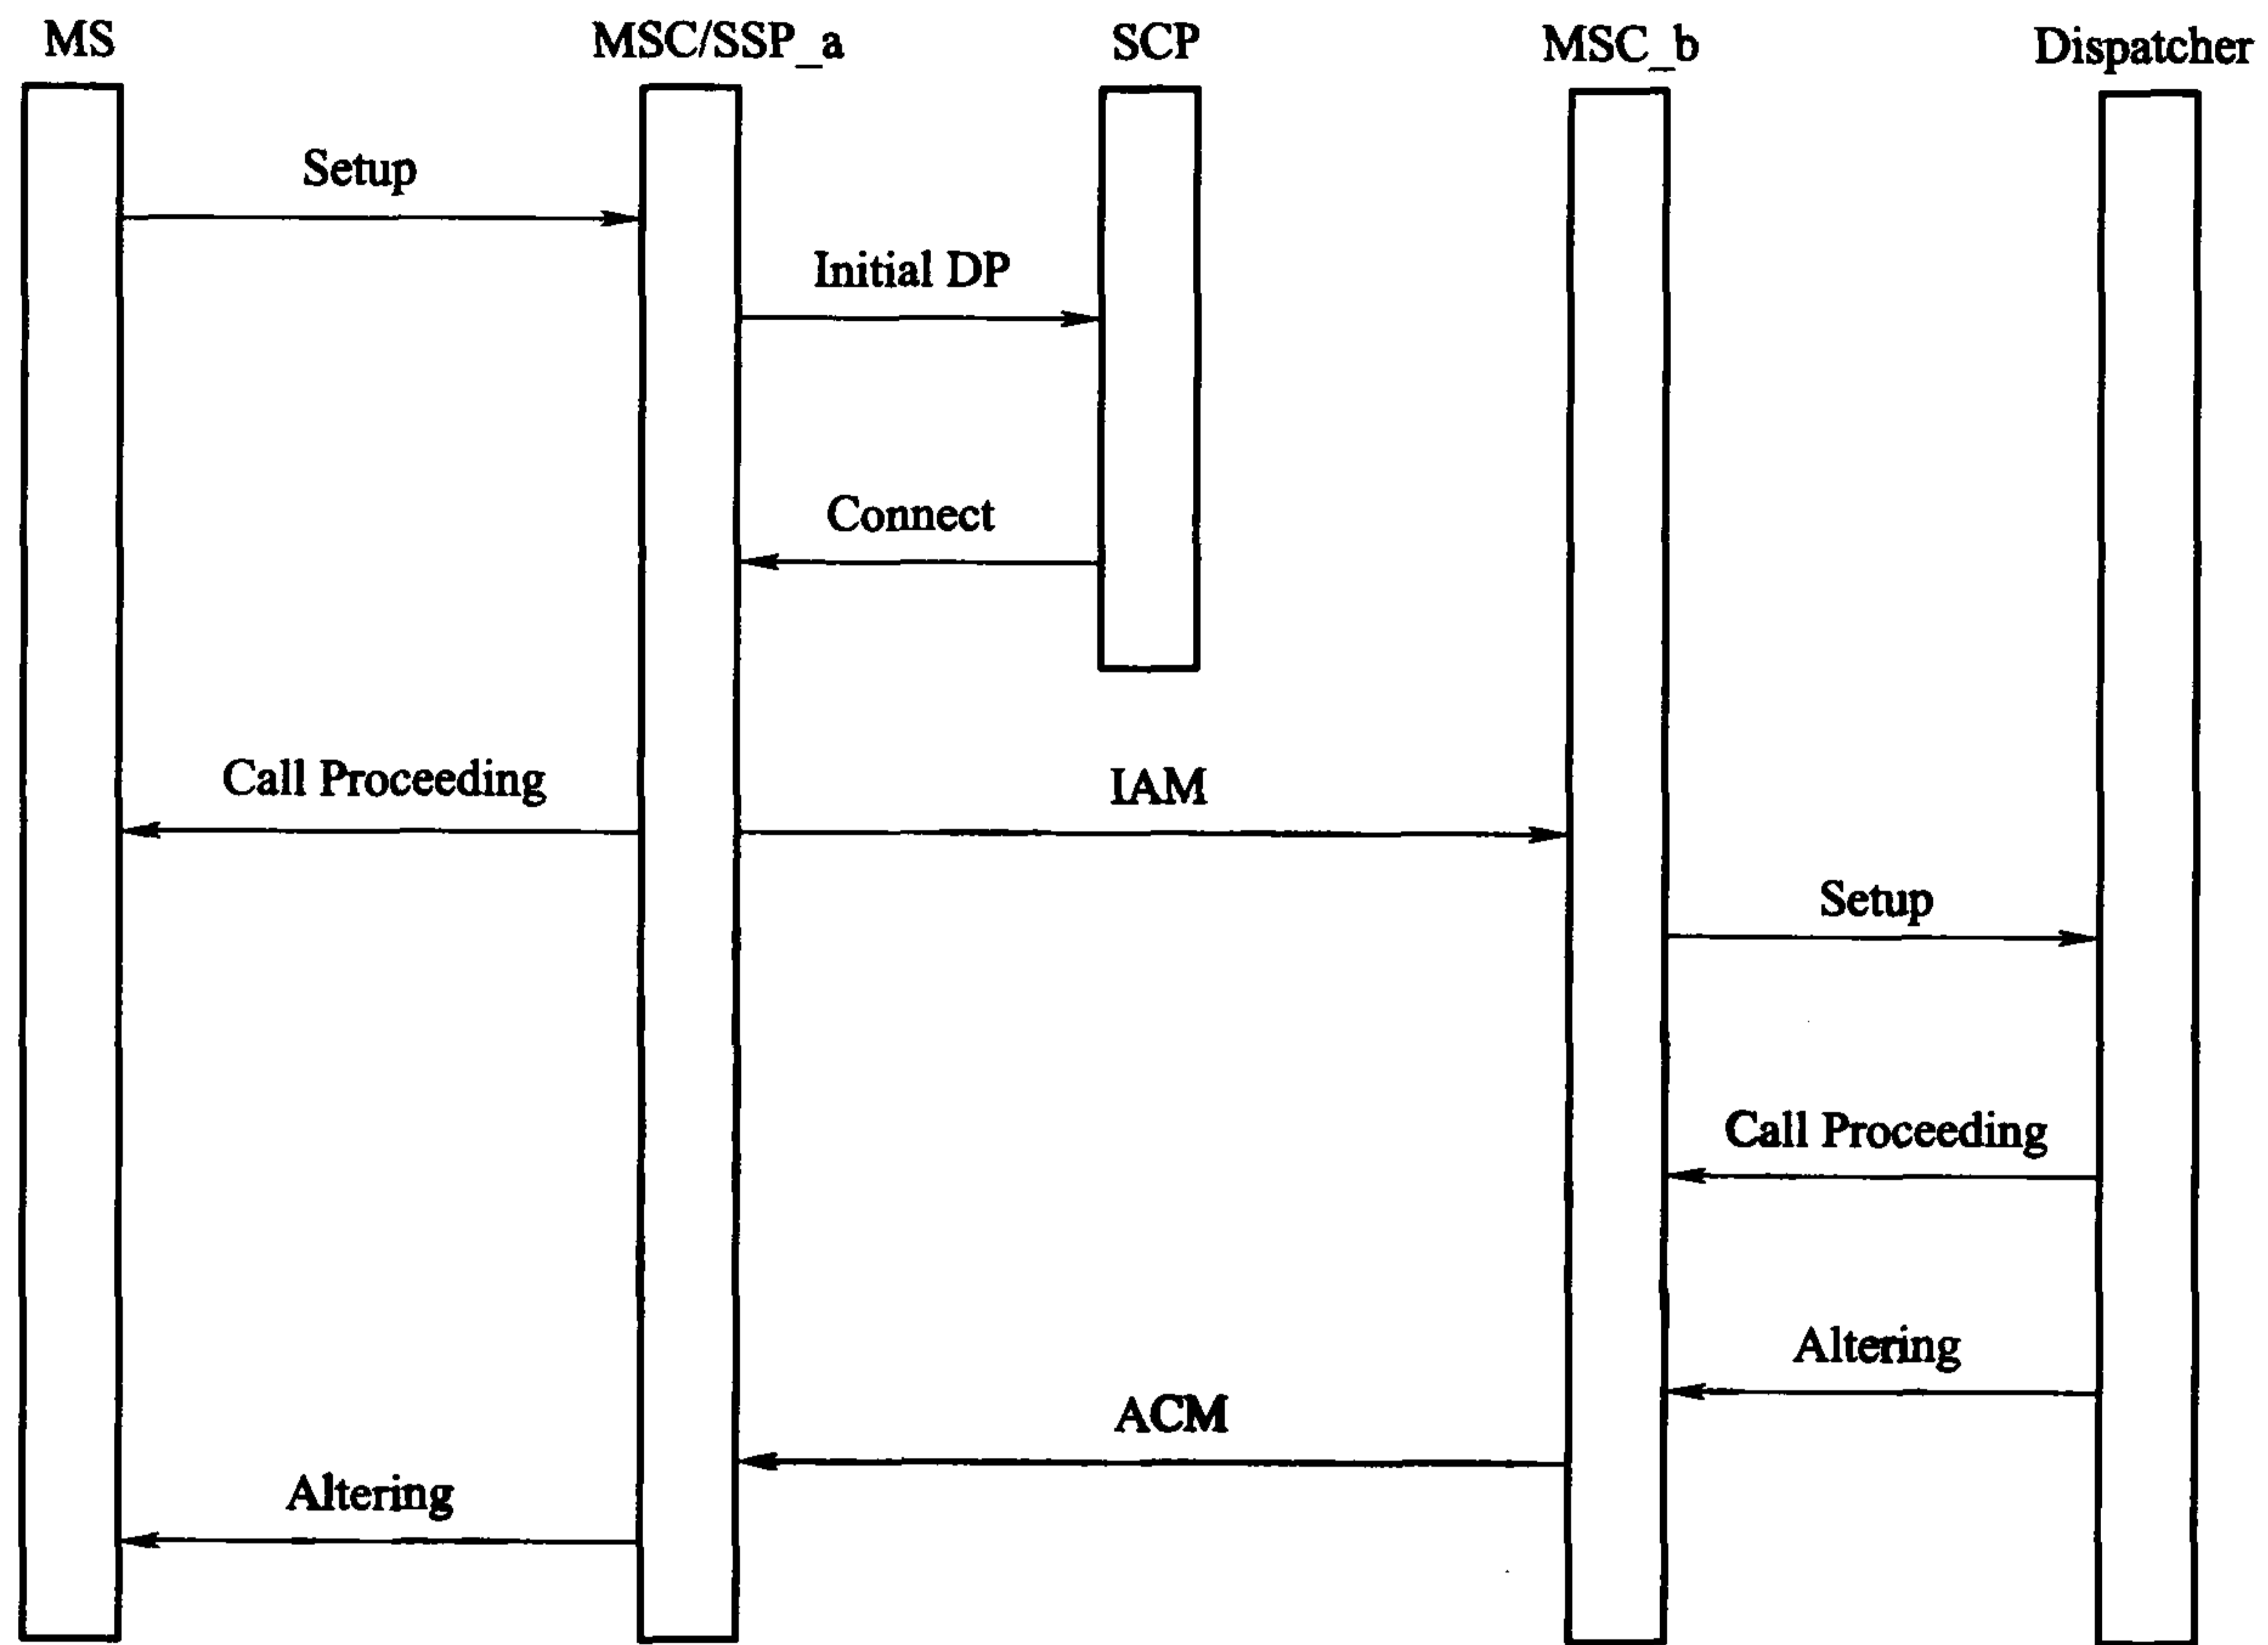 MS
MSC/SSP_a
SCP
MSC_b
Dispatcher
Setup
Initial DP
Connect
Call Proceeding
IAM
Setup
Call Proceeding
Altering
ACM
Altering